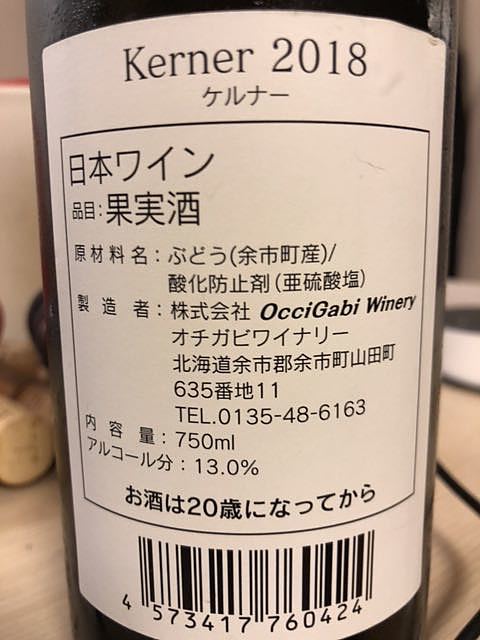 Kerner 2018
ケルナー
日本ワイン
品目:果実酒
原材料名:ぶどう(余市町産)/
酸化防止剤(亜硫酸塩)
製造者:株式会社 OcciGabi Winery
オチガビワイナリー
北海道余市郡余市町山田町
635番地11
TEL.0135-48-6163
内容量:750ml
アルコール分:13.0%
お酒は20歳になってから
4 573417 760424